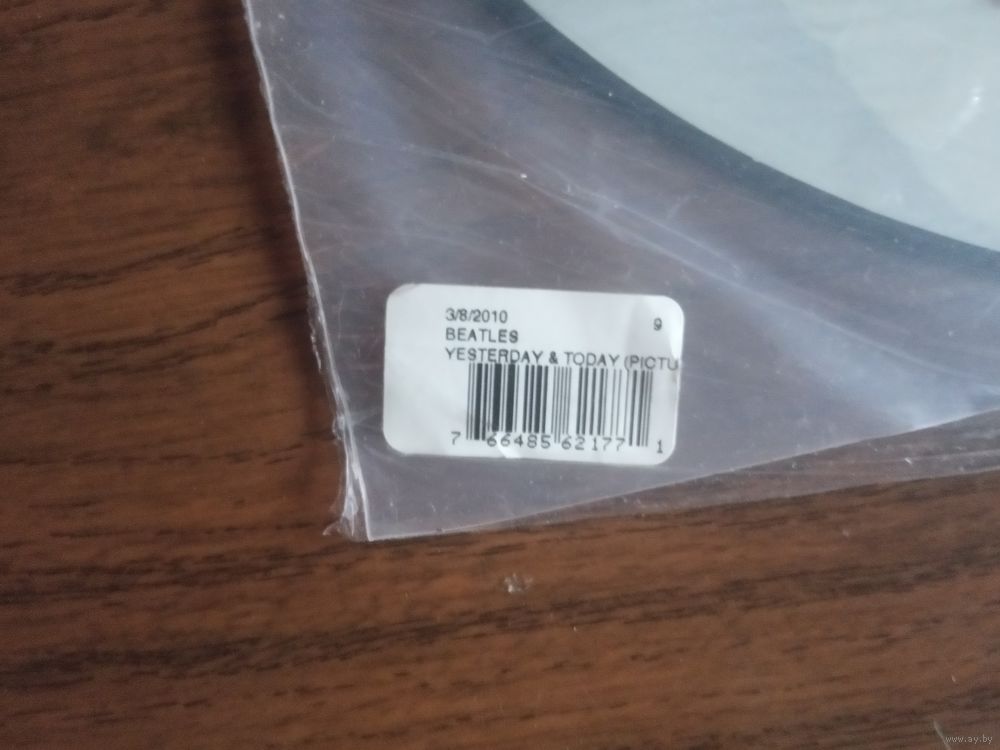 3/8/2010
9
BEATLES
YESTERDAY & TODAY (PICTU
7 66485 62177 1
www.ay.by